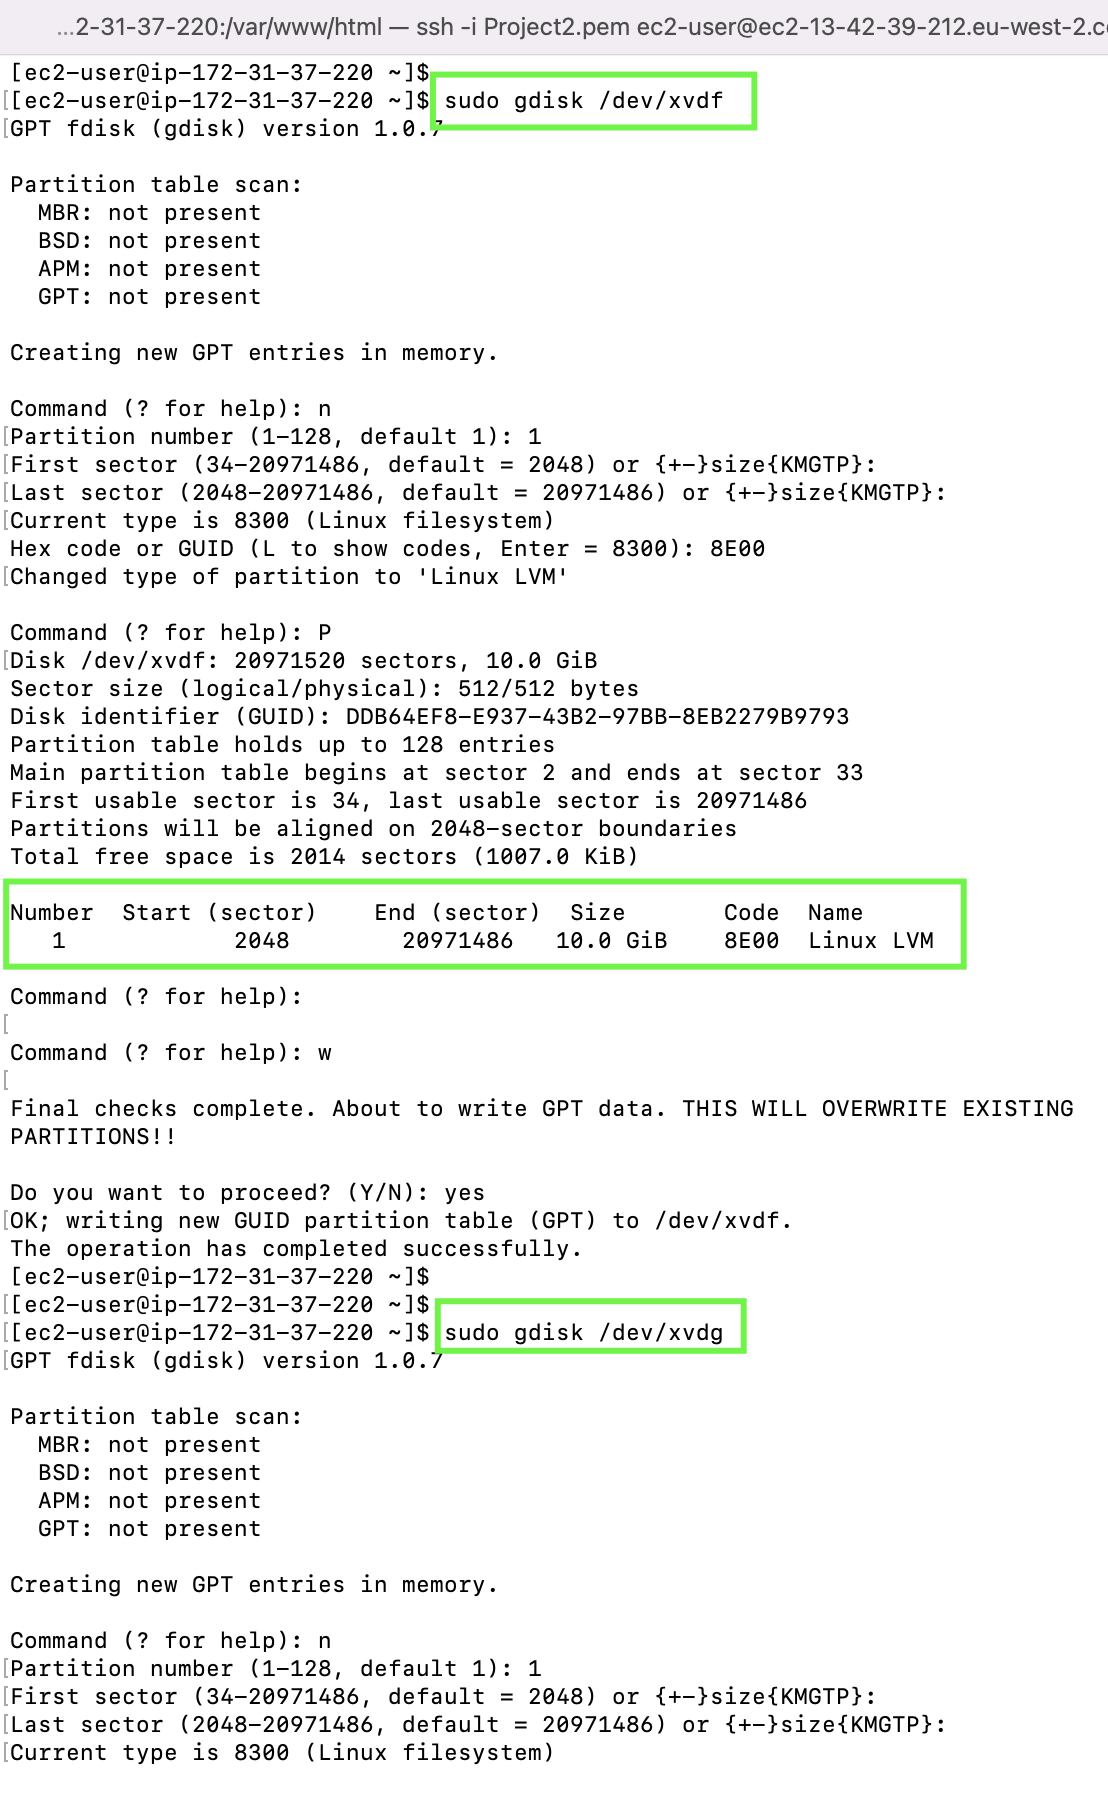 ...2-31-37-220:/var/www/html — ssh -i Project2.pem ec2-user@ec2-13-42-39-212.eu-west-2.c
[ec2-user@ip-172-31-37-220 ~]$
[[ec2-user@ip-172-31-37-220 ~]$ sudo gdisk /dev/xvdf
[GPT fdisk (gdisk) version 1.0.7
Partition table scan:
  MBR: not present
  BSD: not present
  APM: not present
  GPT: not present
Creating new GPT entries in memory.
Command (? for help): n
[Partition number (1-128, default 1): 1
[First sector (34-20971486, default = 2048) or {+-}size{KMGTP}:
[Last sector (2048-20971486, default = 20971486) or {+-}size{KMGTP}:
[Current type is 8300 (Linux filesystem)
Hex code or GUID (L to show codes, Enter = 8300): 8E00
[Changed type of partition to 'Linux LVM'
Command (? for help): P
[Disk /dev/xvdf: 20971520 sectors, 10.0 GiB
Sector size (logical/physical): 512/512 bytes
Disk identifier (GUID): DDB64EF8-E937-43B2-97BB-8EB2279B9793
Partition table holds up to 128 entries
Main partition table begins at sector 2 and ends at sector 33
First usable sector is 34, last usable sector is 20971486
Partitions will be aligned on 2048-sector boundaries
Total free space is 2014 sectors (1007.0 KiB)
Number  Start (sector)    End (sector)  Size       Code  Name
   1            2048        20971486   10.0 GiB    8E00  Linux LVM
Command (? for help):
[
Command (? for help): w
[
Final checks complete. About to write GPT data. THIS WILL OVERWRITE EXISTING
PARTITIONS!!
Do you want to proceed? (Y/N): yes
[OK; writing new GUID partition table (GPT) to /dev/xvdf.
The operation has completed successfully.
[ec2-user@ip-172-31-37-220 ~]$
[[ec2-user@ip-172-31-37-220 ~]$
[[ec2-user@ip-172-31-37-220 ~]$ sudo gdisk /dev/xvdg
[GPT fdisk (gdisk) version 1.0.7
Partition table scan:
  MBR: not present
  BSD: not present
  APM: not present
  GPT: not present
Creating new GPT entries in memory.
Command (? for help): n
[Partition number (1-128, default 1): 1
[First sector (34-20971486, default = 2048) or {+-}size{KMGTP}:
[Last sector (2048-20971486, default = 20971486) or {+-}size{KMGTP}:
[Current type is 8300 (Linux filesystem)